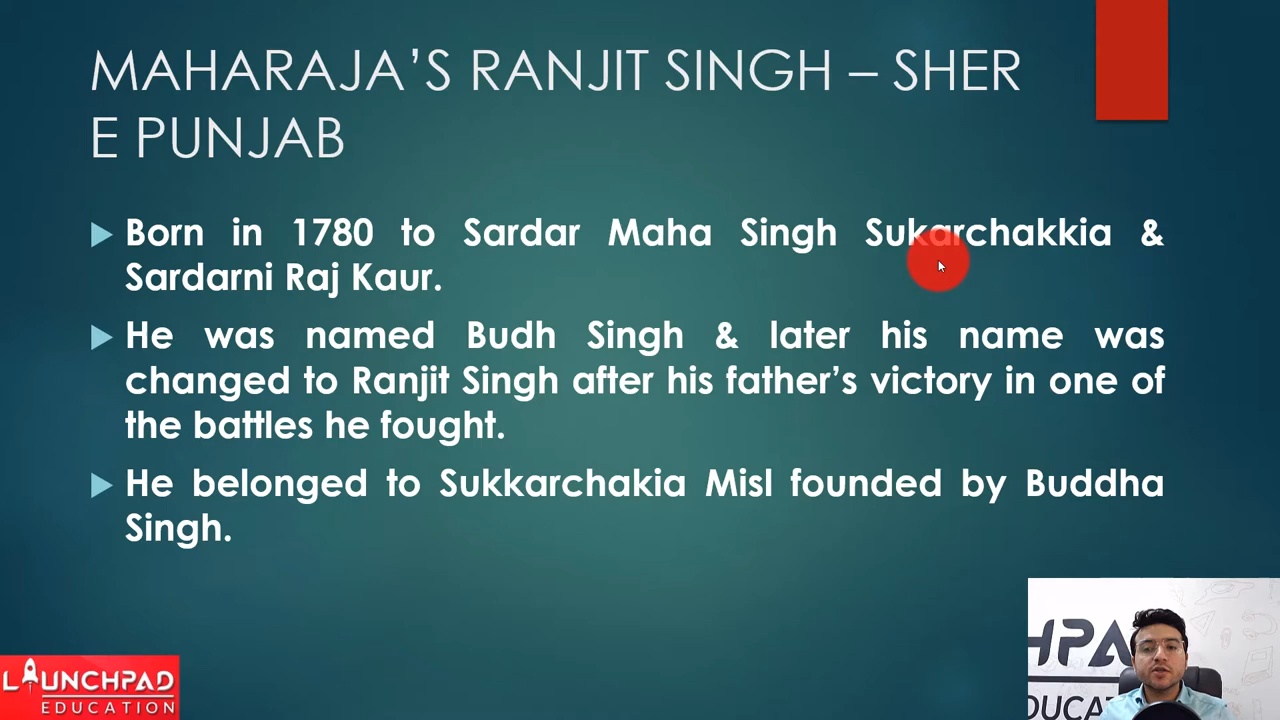 MAHARAJA’S RANJIT SINGH – SHER
E PUNJAB
Born in 1780 to Sardar Maha Singh Sukarchakkia &
Sardarni Raj Kaur.
He was named Budh Singh & later his name was
changed to Ranjit Singh after his father’s victory in one of
the battles he fought.
He belonged to Sukkarchakia Misl founded by Buddha
Singh.
LAUNCHPAD
EDUCATION
HPA
EDUCAT